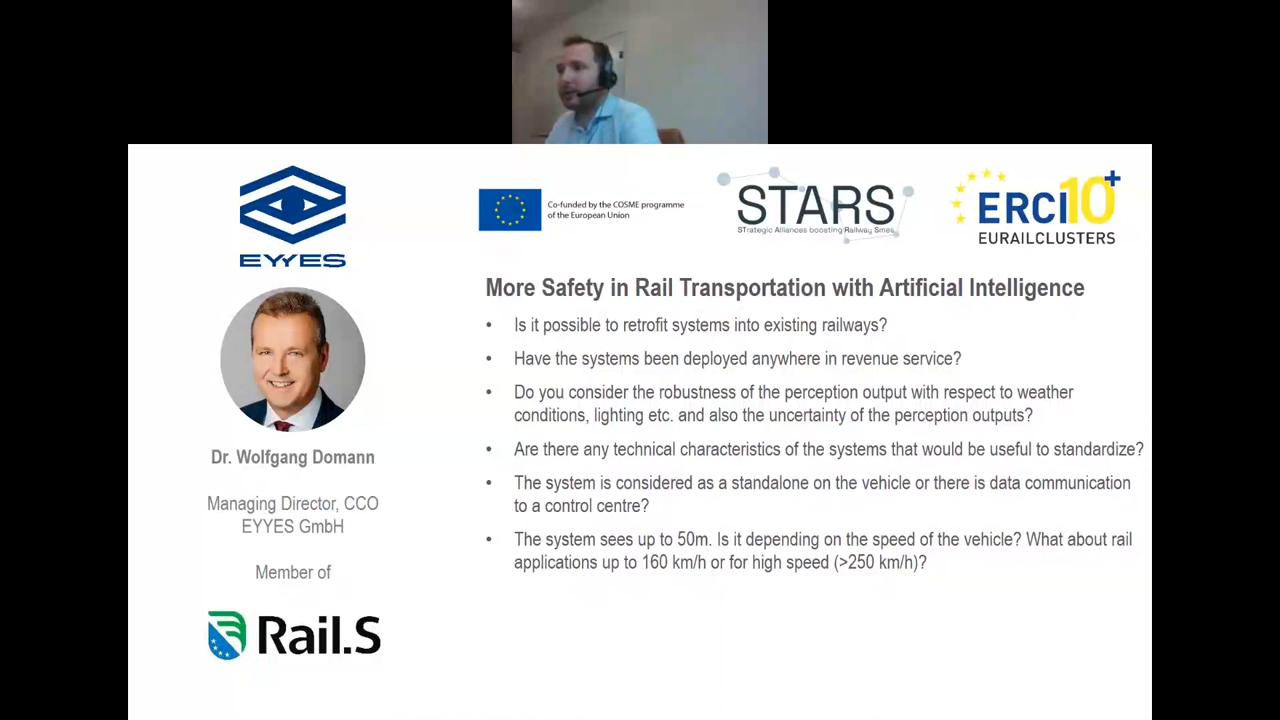 EYYES
Co-funded by the COSME programme
of the European Union
STARS
STrategic Alliances boosting Railway Smes
ERCI10+
EURAILCLUSTERS
More Safety in Rail Transportation with Artificial Intelligence
• Is it possible to retrofit systems into existing railways?
• Have the systems been deployed anywhere in revenue service?
• Do you consider the robustness of the perception output with respect to weather
conditions, lighting etc. and also the uncertainty of the perception outputs?
• Are there any technical characteristics of the systems that would be useful to standardize?
• The system is considered as a standalone on the vehicle or there is data communication
to a control centre?
• The system sees up to 50m. Is it depending on the speed of the vehicle? What about rail
applications up to 160 km/h or for high speed (>250 km/h)?
Dr. Wolfgang Domann
Managing Director, CCO
EYYES GmbH
Member of
Rail.S